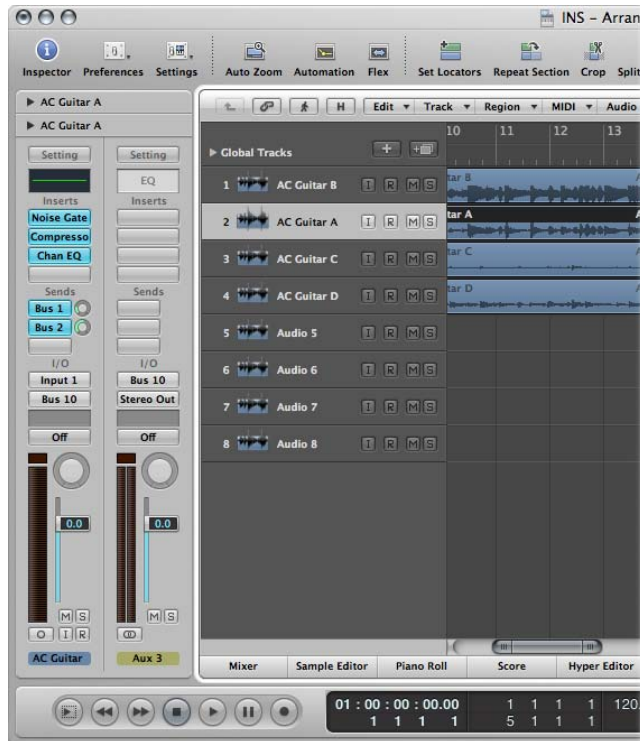 INS – Arran
Inspector Preferences Settings Auto Zoom Automation Flex Set Locators Repeat Section Crop Split
AC Guitar A
AC Guitar A
H Edit Track Region MIDI Audio
10 11 12 13
Global Tracks
Setting Setting
EQ
Inserts Inserts
Noise Gate
Compresso
Chan EQ
Sends Sends
Bus 1
Bus 2
I/O I/O
Input 1 Bus 10
Bus 10 Stereo Out
Off Off
0.0 0.0
M S M S
O I R
AC Guitar Aux 3
1 AC Guitar B I R M S tar B
2 AC Guitar A I R M S tar A
3 AC Guitar C I R M S tar C
4 AC Guitar D I R M S tar D
5 Audio 5 I R M S
6 Audio 6 I R M S
7 Audio 7 I R M S
8 Audio 8 I R M S
Mixer Sample Editor Piano Roll Score Hyper Editor
01 : 00 : 00 : 00.00 1 1 1 1 120.
1 1 1 1 5 1 1 1